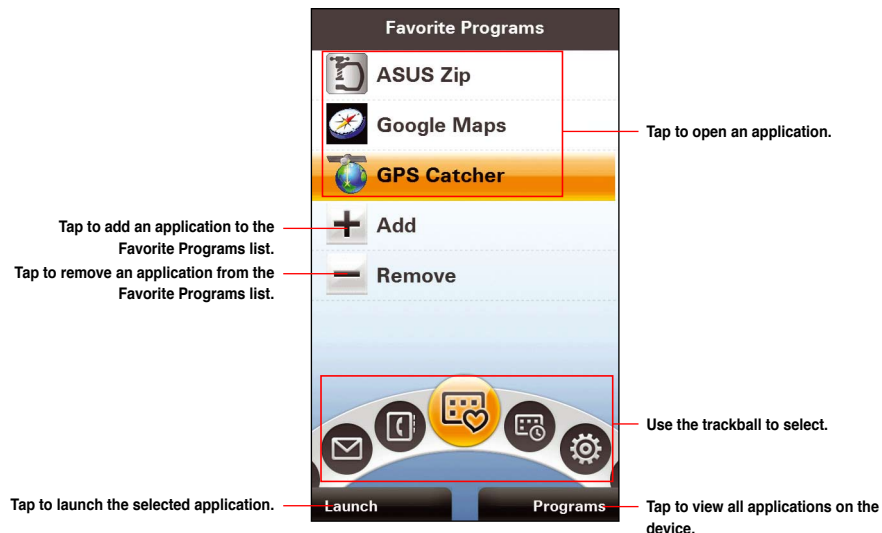 Favorite Programs
ASUS Zip
Google Maps
Tap to open an application.
GPS Catcher
Tap to add an application to the
Favorite Programs list.
Add
Tap to remove an application from the
Favorite Programs list.
Remove
Use the trackball to select.
Tap to launch the selected application.
Launch
Programs
Tap to view all applications on the
device.